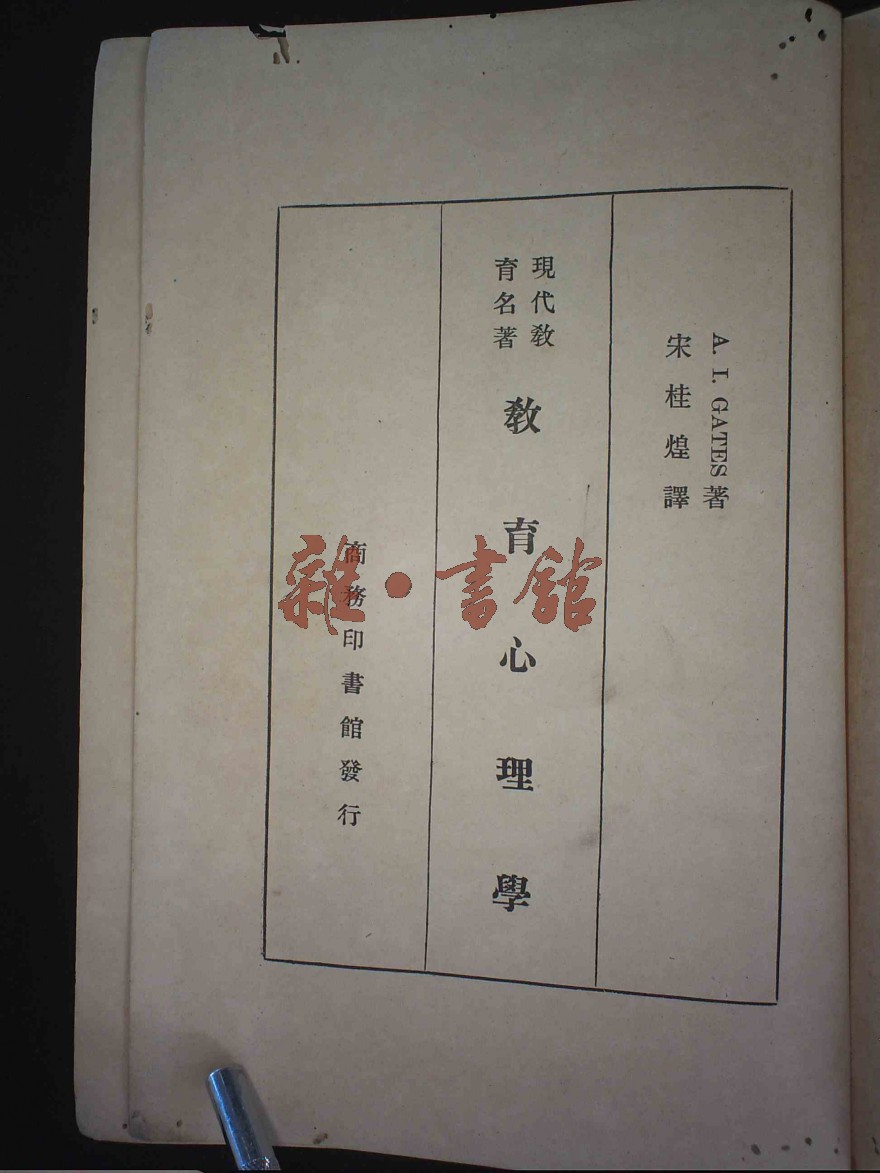 A. I. GATES 著
宋桂煌譯
現代教
育名著
教育心理學
商務印書館發行
雜·書館